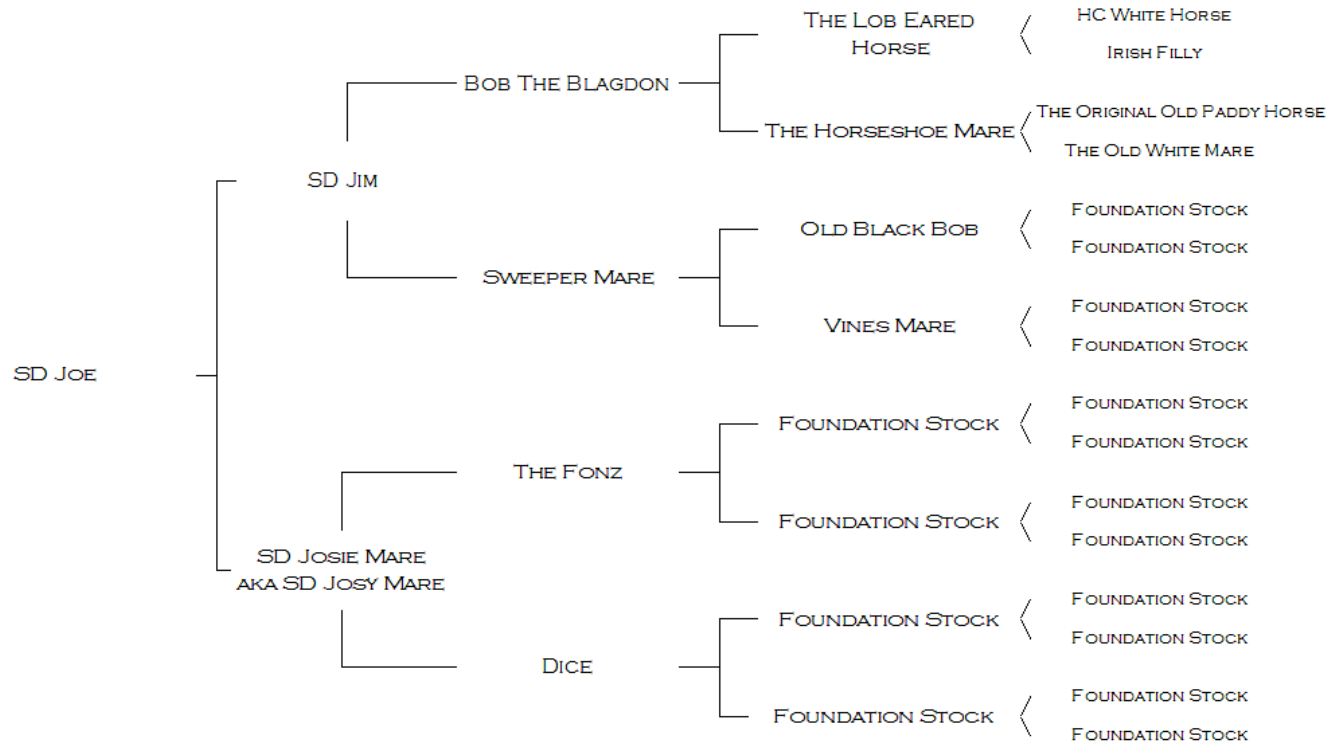 The Lob Eared
Horse
HC White Horse
Irish Filly
Bob The Blagdon
The Horseshoe Mare
The Original Old Paddy Horse
The Old White Mare
SD Jim
Old Black Bob
Foundation Stock
Foundation Stock
Sweeper Mare
Vines Mare
Foundation Stock
Foundation Stock
SD Joe
Foundation Stock
Foundation Stock
Foundation Stock
The Fonz
Foundation Stock
Foundation Stock
Foundation Stock
SD Josie Mare
aka SD Josy Mare
Foundation Stock
Foundation Stock
Foundation Stock
Dice
Foundation Stock
Foundation Stock
Foundation Stock